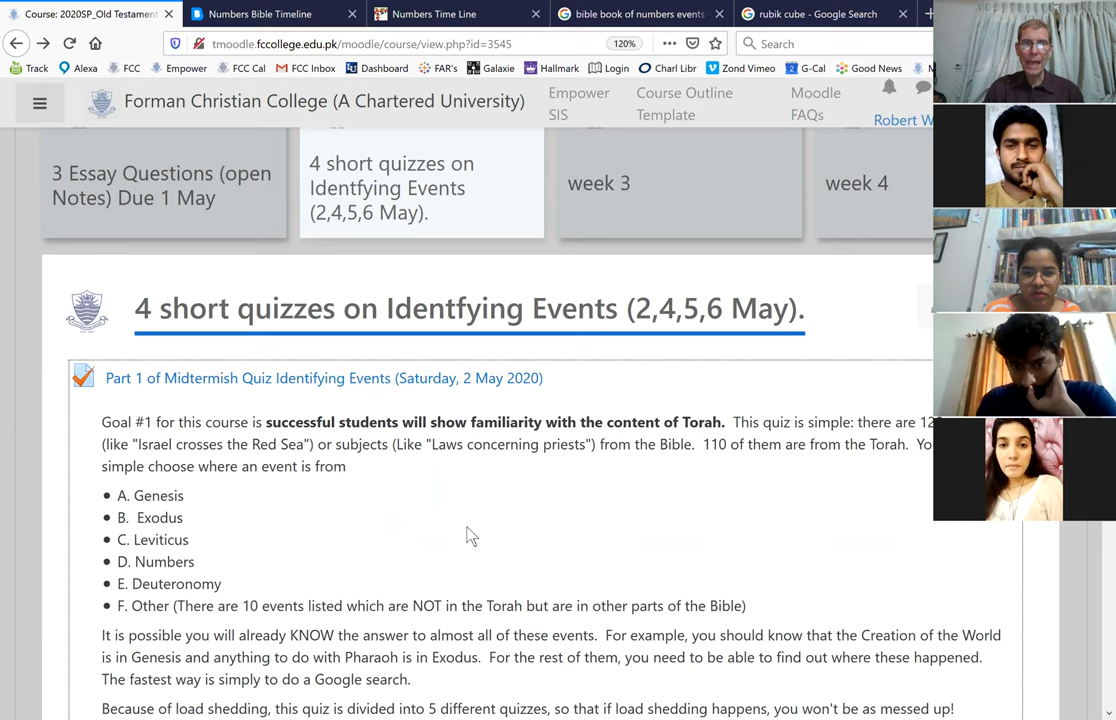 Course: 2020SP_Old Testament
Numbers Bible Timeline
Numbers Time Line
bible book of numbers events
rubik cube - Google Search
tmoodle.fccollege.edu.pk/moodle/course/view.php?id=3545
120%
Search
Track
Alexa
FCC
Empower
FCC Cal
FCC Inbox
Dashboard
FAR's
Galaxie
Hallmark
Login
Charl Libr
Zond Vimeo
G-Cal
Good News
N
Forman Christian College (A Chartered University)
Empower
SIS
Course Outline
Template
Moodle
FAQs
Robert W
3 Essay Questions (open
Notes) Due 1 May
4 short quizzes on
Identfying Events
(2,4,5,6 May).
week 3
week 4
4 short quizzes on Identfying Events (2,4,5,6 May).
Part 1 of Midtermish Quiz Identifying Events (Saturday, 2 May 2020)
Goal #1 for this course is successful students will show familiarity with the content of Torah. This quiz is simple: there are 12
(like "Israel crosses the Red Sea") or subjects (Like "Laws concerning priests") from the Bible. 110 of them are from the Torah. Yo
simple choose where an event is from
A. Genesis
B. Exodus
C. Leviticus
D. Numbers
E. Deuteronomy
F. Other (There are 10 events listed which are NOT in the Torah but are in other parts of the Bible)
It is possible you will already KNOW the answer to almost all of these events. For example, you should know that the Creation of the World
is in Genesis and anything to do with Pharaoh is in Exodus. For the rest of them, you need to be able to find out where these happened.
The fastest way is simply to do a Google search.
Because of load shedding, this quiz is divided into 5 different quizzes, so that if load shedding happens, you won't be as messed up!